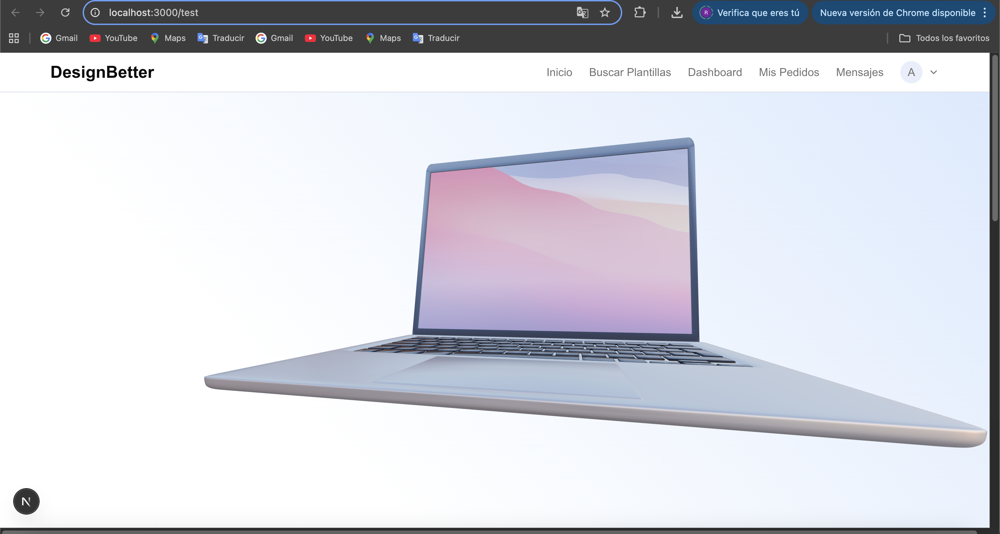 localhost:3000/test
Verifica que eres tú
Nueva versión de Chrome disponible
Gmail YouTube Maps Traducir Gmail YouTube Maps Traducir Todos los favoritos
DesignBetter Inicio Buscar Plantillas Dashboard Mis Pedidos Mensajes A
N